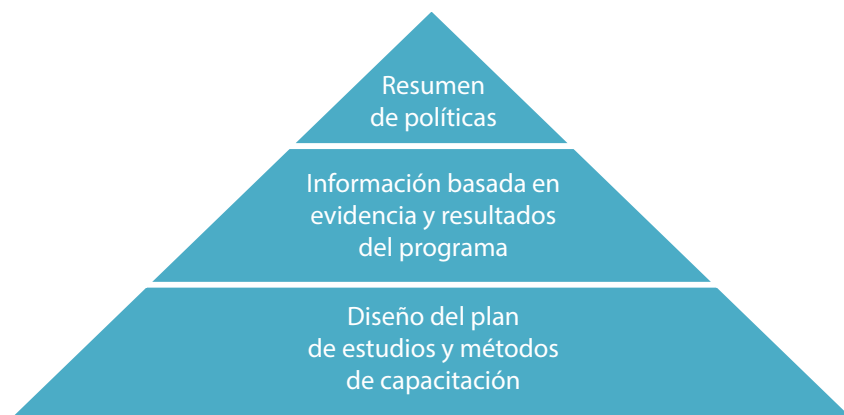 Resumen
de políticas
Información basada en
evidencia y resultados
del programa
Diseño del plan
de estudios y métodos
de capacitación